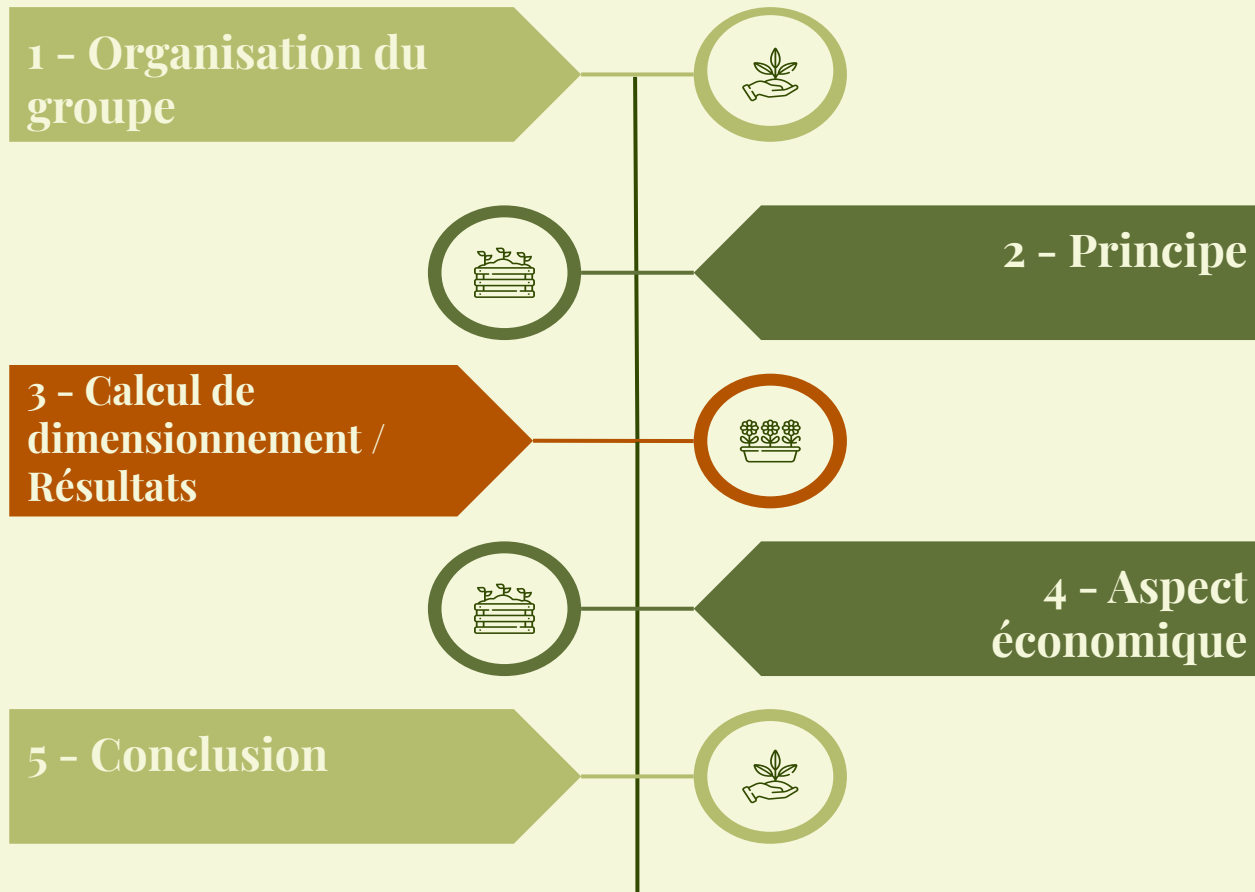 1 - Organisation du
groupe
2 - Principe
3 - Calcul de
dimensionnement /
Résultats
4 - Aspect
économique
5 - Conclusion